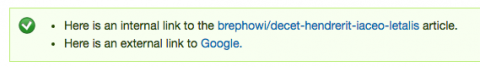 Here is an internal link to the brephowi/decet-hendrerit-iaceo-letalis article.
Here is an external link to Google.